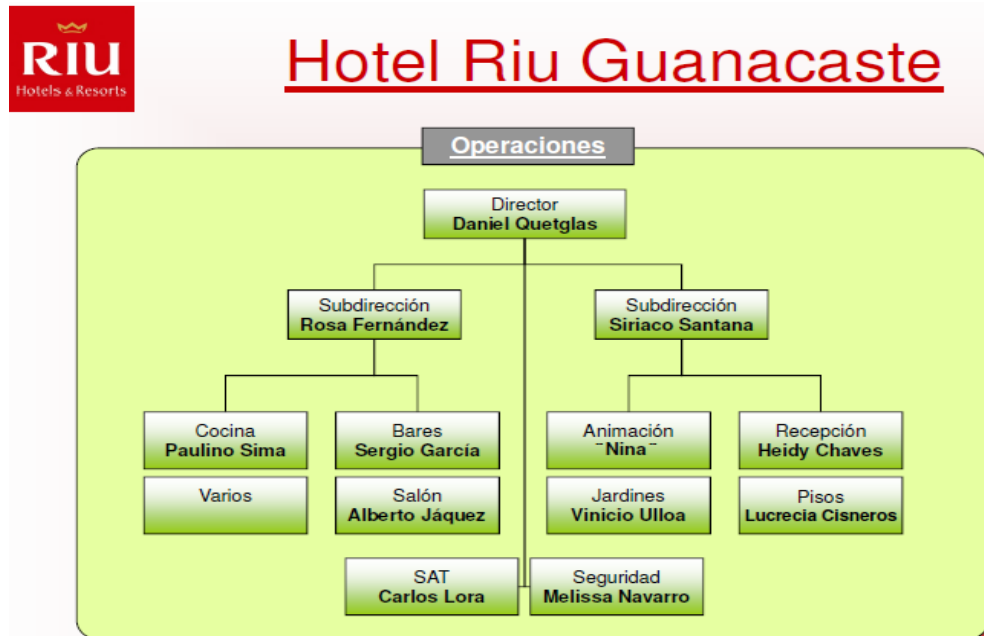 RIU
Hotels & Resorts
Hotel Riu Guanacaste
Operaciones
Director
Daniel Quetglas
Subdirección
Rosa Fernández
Subdirección
Siriaco Santana
Cocina
Paulino Sima
Bares
Sergio García
Animación
¨Nina¨
Recepción
Heidy Chaves
Varios
Salón
Alberto Jáquez
Jardines
Vinicio Ulloa
Pisos
Lucrecia Cisneros
SAT
Carlos Lora
Seguridad
Melissa Navarro